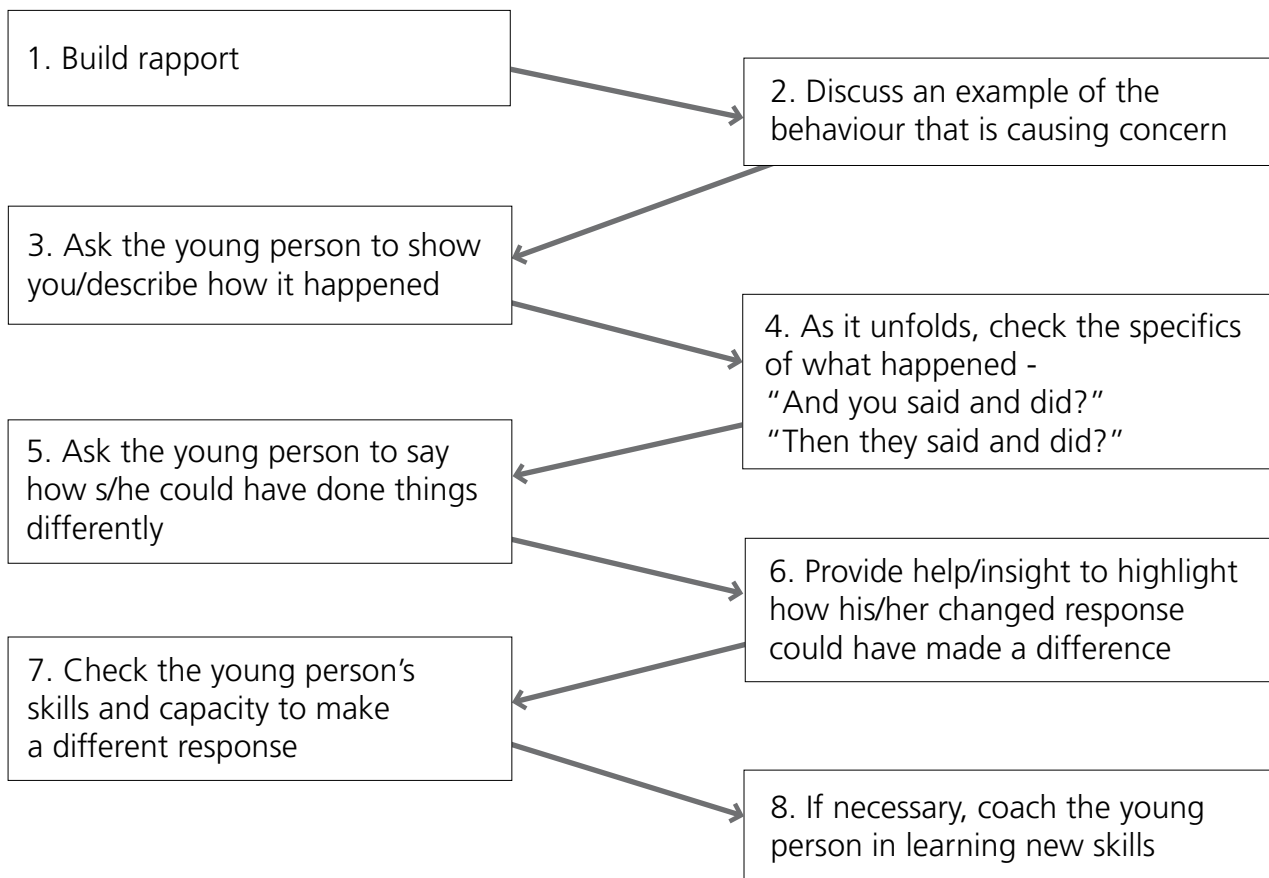 1. Build rapport
2. Discuss an example of the
behaviour that is causing concern
3. Ask the young person to show
you/describe how it happened
4. As it unfolds, check the specifics
of what happened -
“And you said and did?”
“Then they said and did?”
5. Ask the young person to say
how s/he could have done things
differently
6. Provide help/insight to highlight
how his/her changed response
could have made a difference
7. Check the young person’s
skills and capacity to make
a different response
8. If necessary, coach the young
person in learning new skills